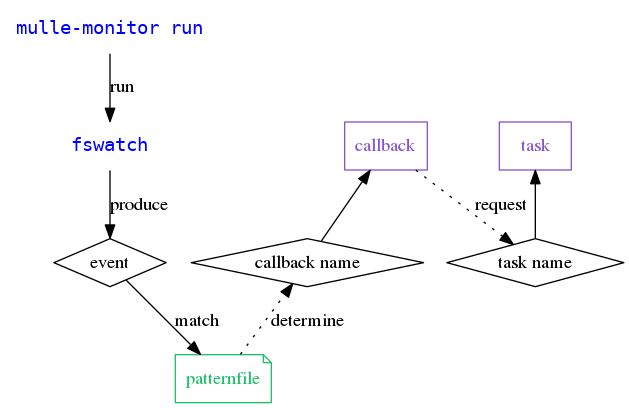 mulle-monitor run
run
fswatch
callback
task
produce
request
event
callback name
task name
match
determine
patternfile